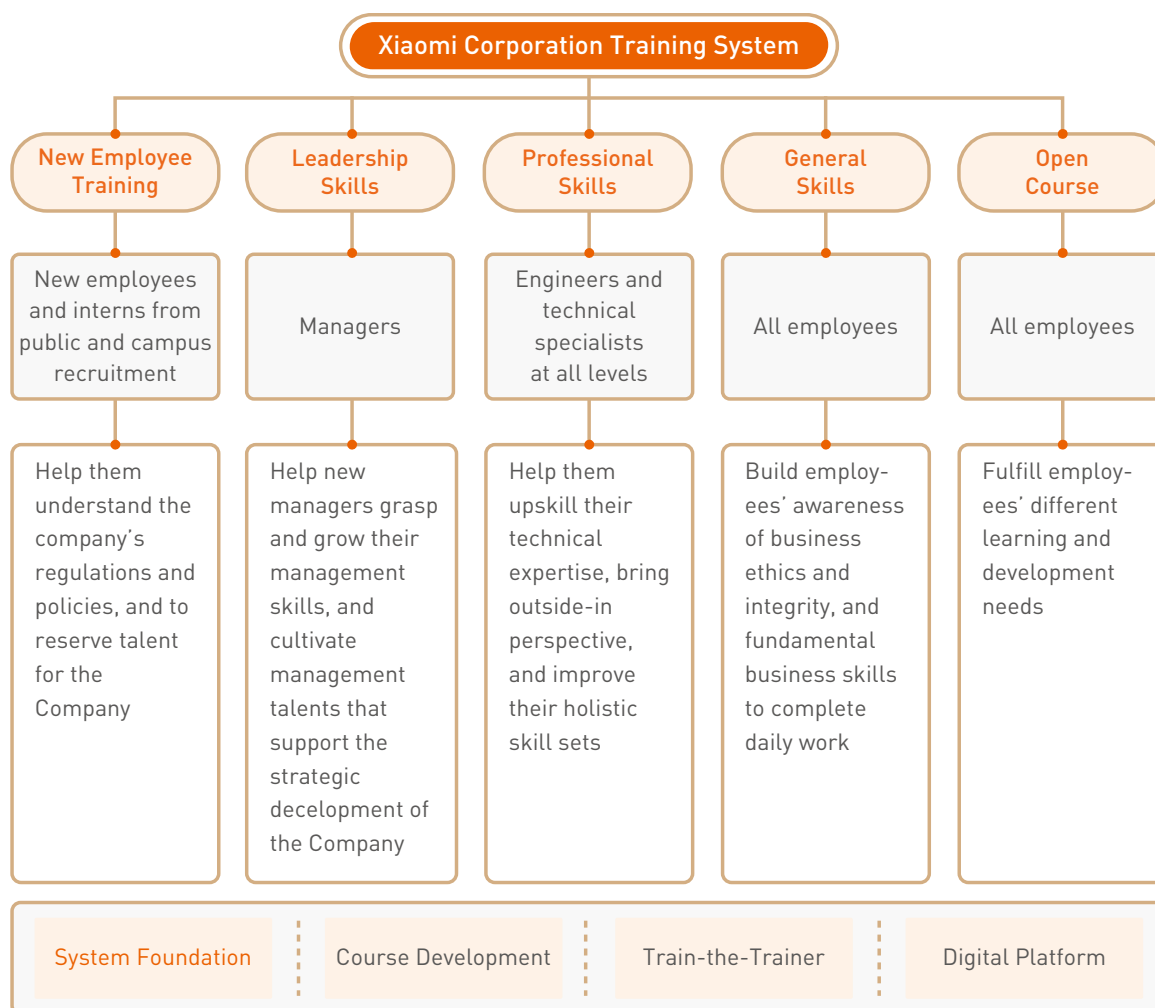 Xiaomi Corporation Training System
New Employee
Training
Leadership
Skills
Professional
Skills
General
Skills
Open
Course
New employees
and interns from
public and campus
recruitment
Managers
Engineers and
technical
specialists
at all levels
All employees
All employees
Help them
understand the
company’s
regulations and
policies, and to
reserve talent
for the
Company
Help new
managers grasp
and grow their
management
skills, and
cultivate
management
talents that
support the
strategic
decelopment of
the Company
Help them
upskill their
technical
expertise, bring
outside-in
perspective,
and improve
their holistic
skill sets
Build employ-
ees’ awareness
of business
ethics and
integrity, and
fundamental
business skills
to complete
daily work
Fulfill employ-
ees’ different
learning and
development
needs
System Foundation
Course Development
Train-the-Trainer
Digital Platform